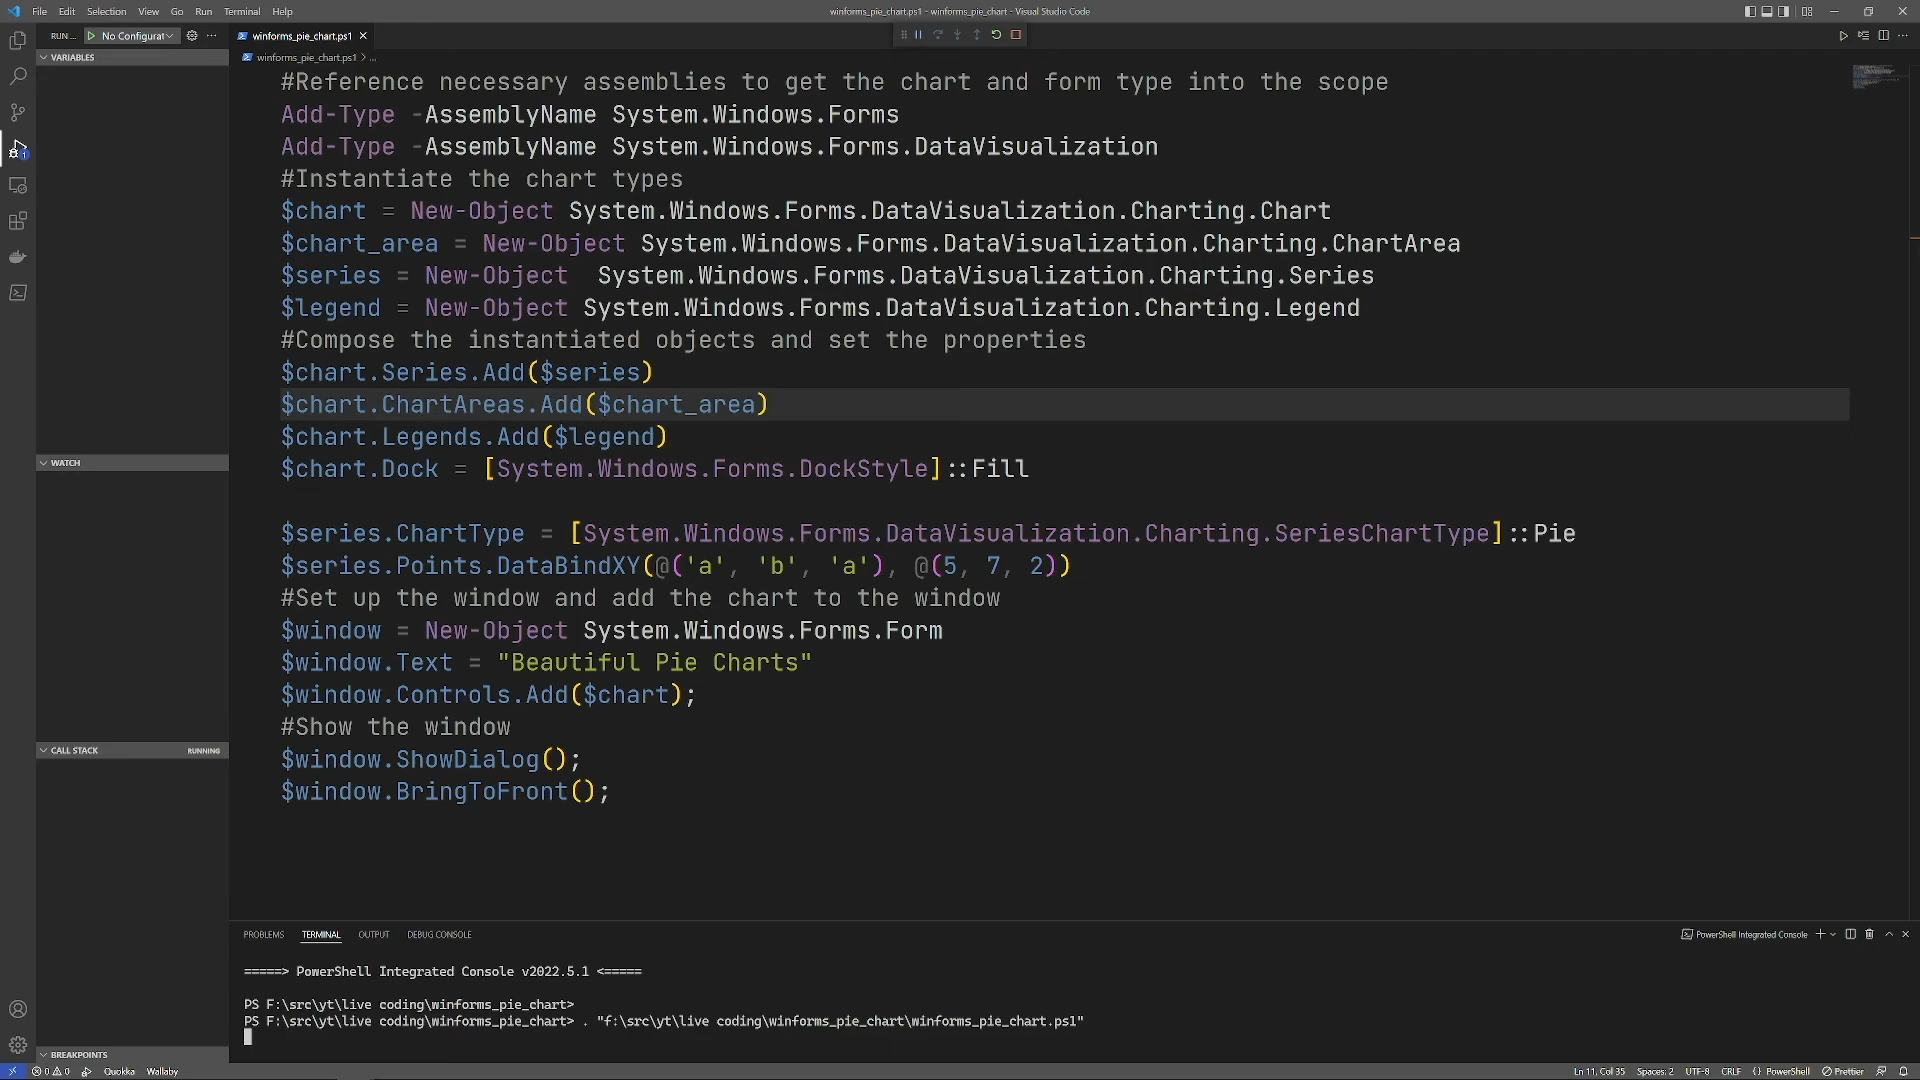 File Edit Selection View Go Run Terminal Help
winforms_pie_chart.ps1 - winforms_pie_chart - Visual Studio Code
RUN ... No Configurat
winforms_pie_chart.ps1
winforms_pie_chart.ps1 > ...
VARIABLES
#Reference necessary assemblies to get the chart and form type into the scope
Add-Type -AssemblyName System.Windows.Forms
Add-Type -AssemblyName System.Windows.Forms.DataVisualization
#Instantiate the chart types
$chart = New-Object System.Windows.Forms.DataVisualization.Charting.Chart
$chart_area = New-Object System.Windows.Forms.DataVisualization.Charting.ChartArea
$series = New-Object  System.Windows.Forms.DataVisualization.Charting.Series
$legend = New-Object System.Windows.Forms.DataVisualization.Charting.Legend
#Compose the instantiated objects and set the properties
$chart.Series.Add($series)
$chart.ChartAreas.Add($chart_area)
$chart.Legends.Add($legend)
$chart.Dock = [System.Windows.Forms.DockStyle]::Fill
$series.ChartType = [System.Windows.Forms.DataVisualization.Charting.SeriesChartType]::Pie
$series.Points.DataBindXY(@('a', 'b', 'a'), @(5, 7, 2))
#Set up the window and add the chart to the window
$window = New-Object System.Windows.Forms.Form
$window.Text = "Beautiful Pie Charts"
$window.Controls.Add($chart);
#Show the window
$window.ShowDialog();
$window.BringToFront();
WATCH
CALL STACK RUNNING
BREAKPOINTS
PROBLEMS TERMINAL OUTPUT DEBUG CONSOLE
PowerShell Integrated Console
=====> PowerShell Integrated Console v2022.5.1 <=====
PS F:\src\yt\live coding\winforms_pie_chart>
PS F:\src\yt\live coding\winforms_pie_chart> . "f:\src\yt\live coding\winforms_pie_chart\winforms_pie_chart.ps1"
0 0 Quokka Wallaby
Ln 11, Col 35 Spaces: 2 UTF-8 CRLF {} PowerShell Prettier